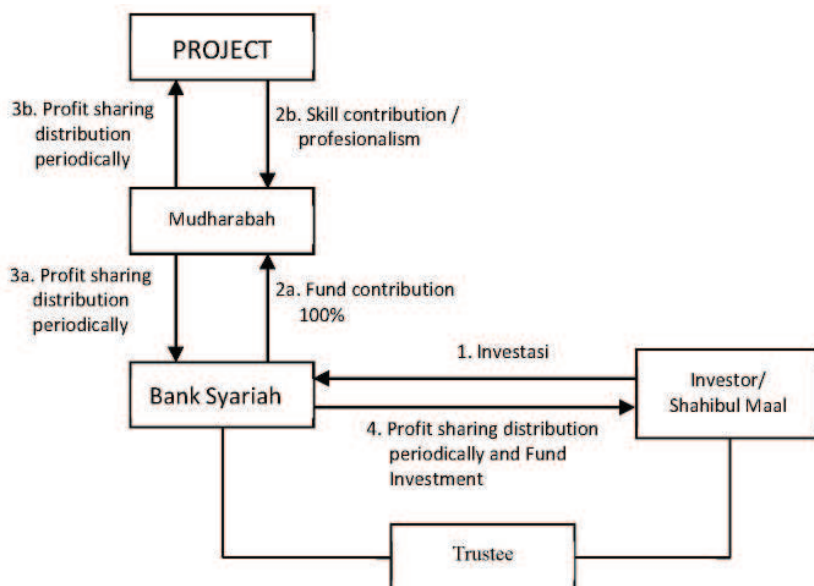 PROJECT
3b. Profit sharing
distribution
periodically
2b. Skill contribution /
profesionalism
Mudharabah
3a. Profit sharing
distribution
periodically
2a. Fund contribution
100%
1. Investasi
Bank Syariah
Investor/
Shahibul Maal
4. Profit sharing distribution
periodically and Fund
Investment
Trustee